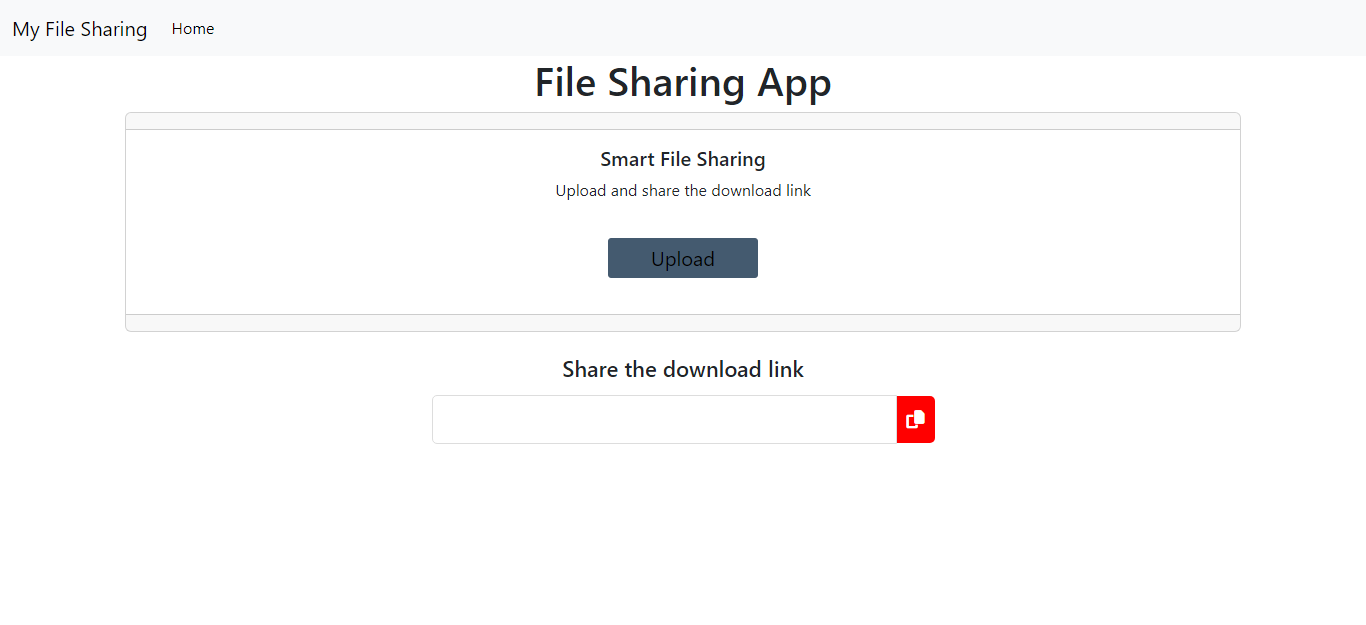 My File Sharing Home
File Sharing App
Smart File Sharing
Upload and share the download link
Upload
Share the download link